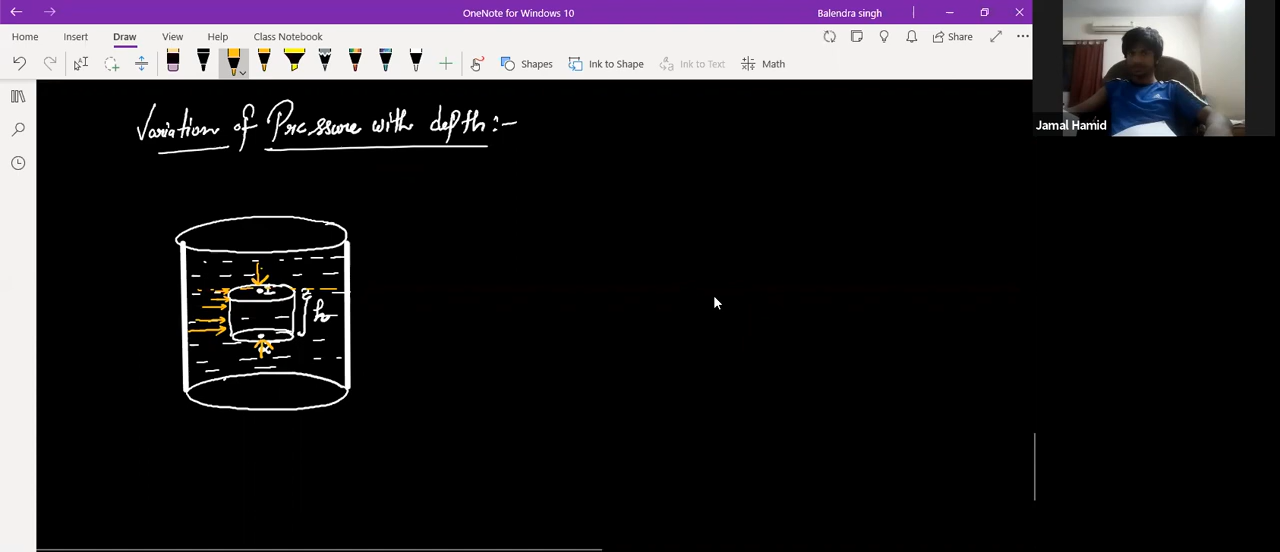 OneNote for Windows 10
Balendra singh
Home Insert Draw View Help Class Notebook Share
Shapes Ink to Shape Ink to Text Math
Jamal Hamid
Variation of Pressure with depth :-
h